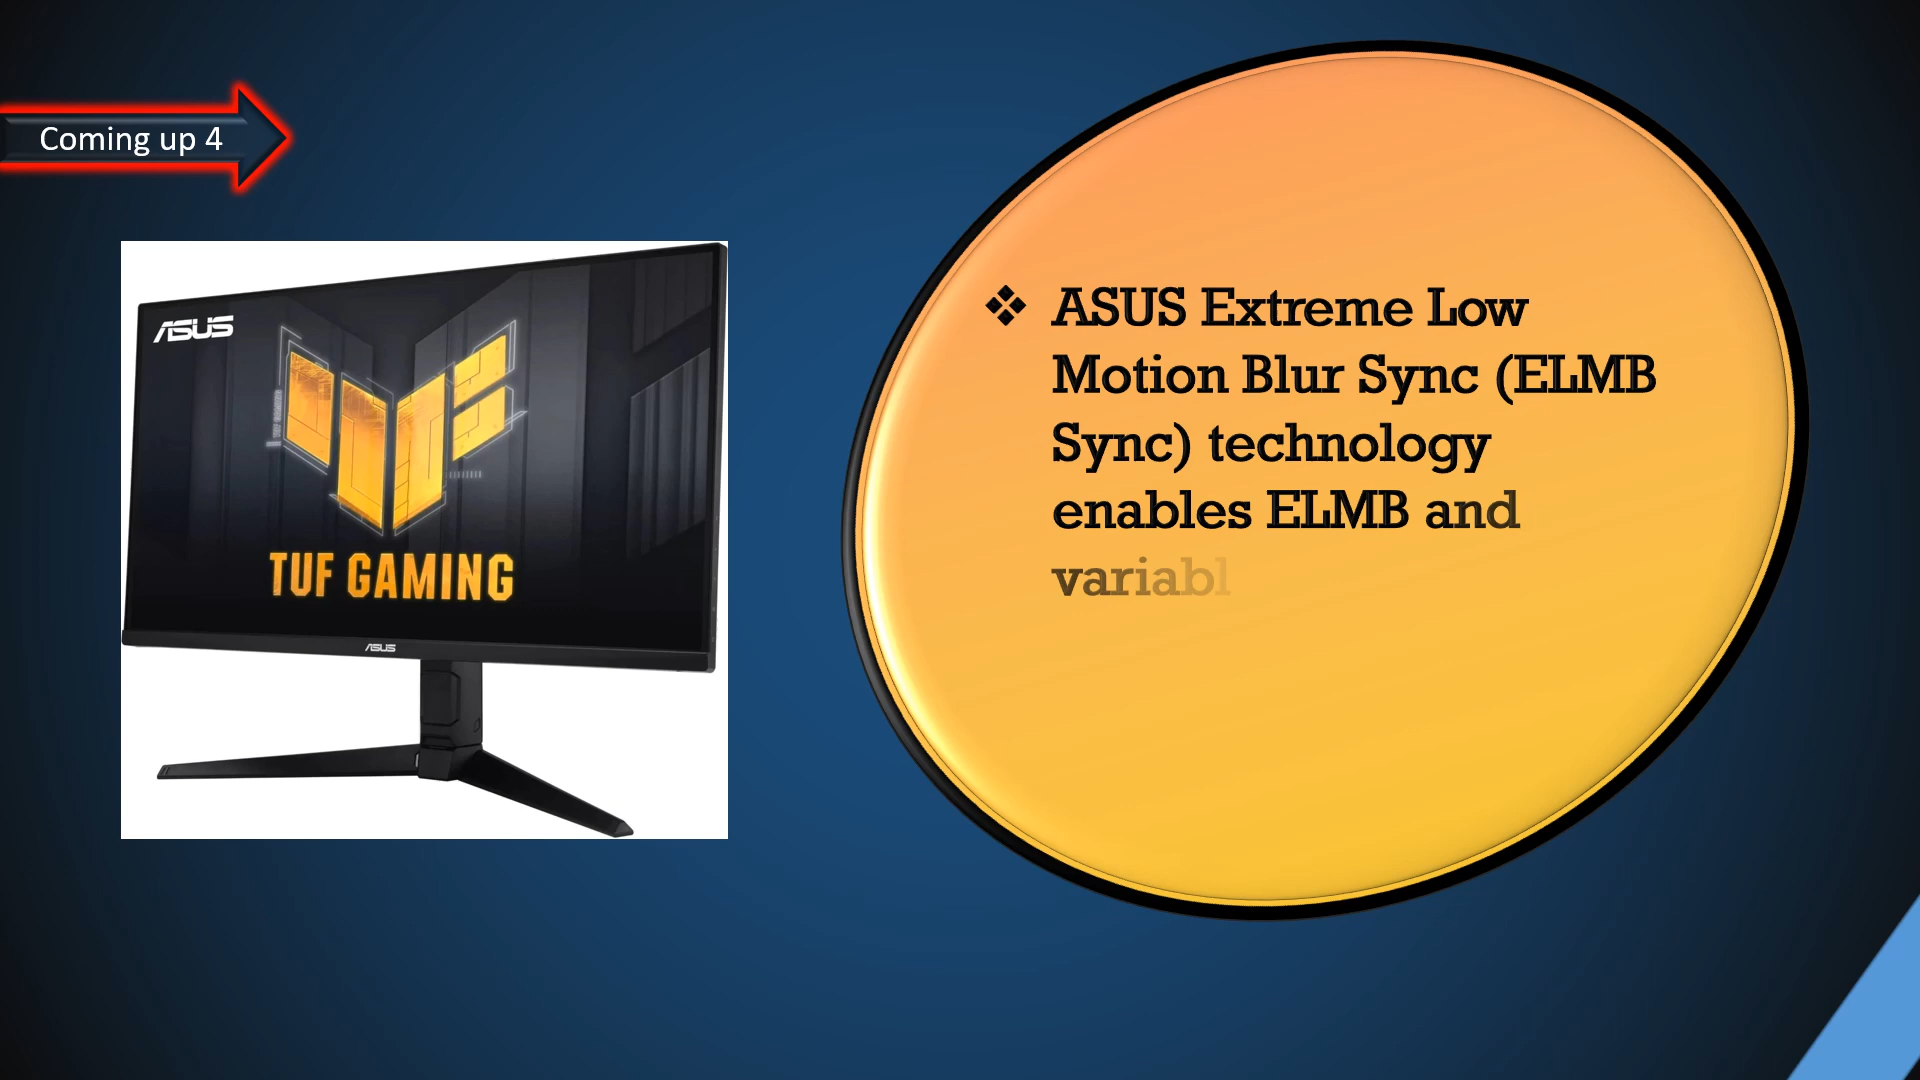 Coming up 4
ASUS
TUF GAMING
ASUS
❖ ASUS Extreme Low
Motion Blur Sync (ELMB
Sync) technology
enables ELMB and
variabl